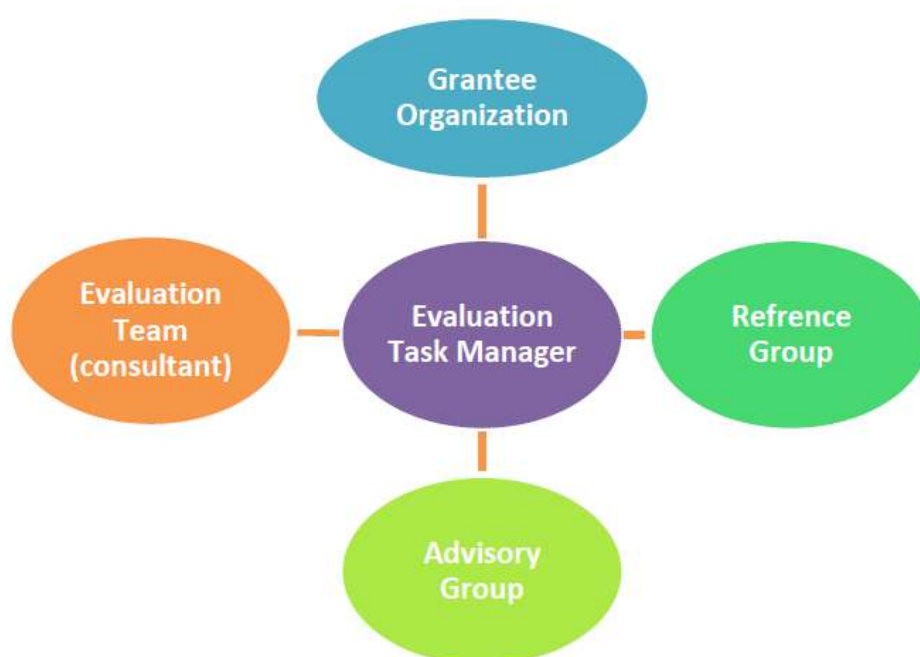 Grantee
Organization
Evaluation
Team
(consultant)
Evaluation
Task Manager
Refrence
Group
Advisory
Group